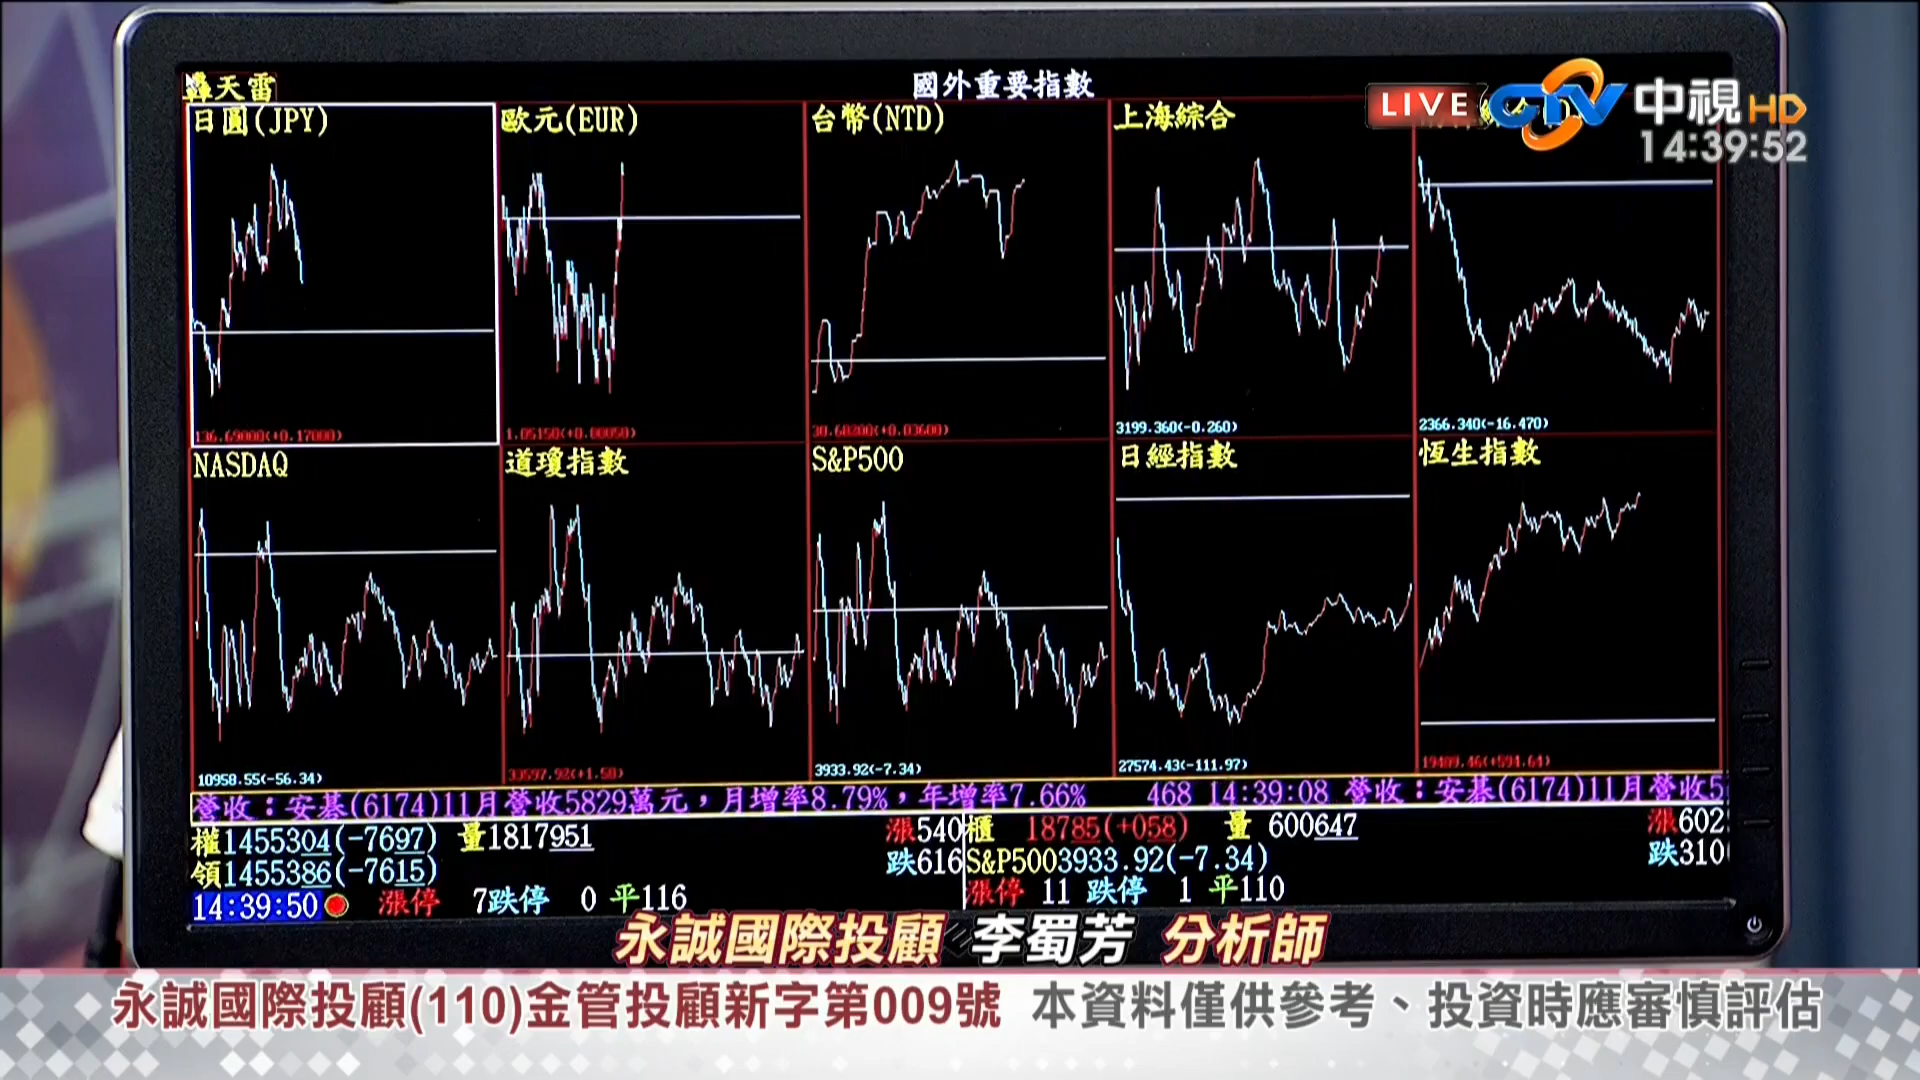 轟天雷
國外重要指數
LIVE CTV 中視 HD
14:39:52
日圓(JPY)
歐元(EUR)
台幣(NTD)
上海綜合
136.69000(+0.17000)
1.05150(+0.00050)
30.68200(+0.03600)
3199.360(-0.260)
2366.340(-16.470)
NASDAQ
道瓊指數
S&P500
日經指數
恆生指數
10958.55(-56.34)
33597.92(+1.58)
3933.92(-7.34)
27574.43(-111.97)
19409.46(+594.64)
營收：安碁(6174)11月營收5829萬元，月增率8.79%，年增率7.66% 468 14:39:08 營收：安碁(6174)11月營收5
權1455304(-7697) 量1817951 漲540 櫃 18785(+058) 量 600647 漲602
領1455386(-7615) 跌616 S&P500 3933.92(-7.34) 跌310
14:39:50 漲停 7 跌停 0 平116 漲停 11 跌停 1 平110
永誠國際投顧 李蜀芳 分析師
永誠國際投顧(110)金管投顧新字第009號 本資料僅供參考、投資時應審慎評估